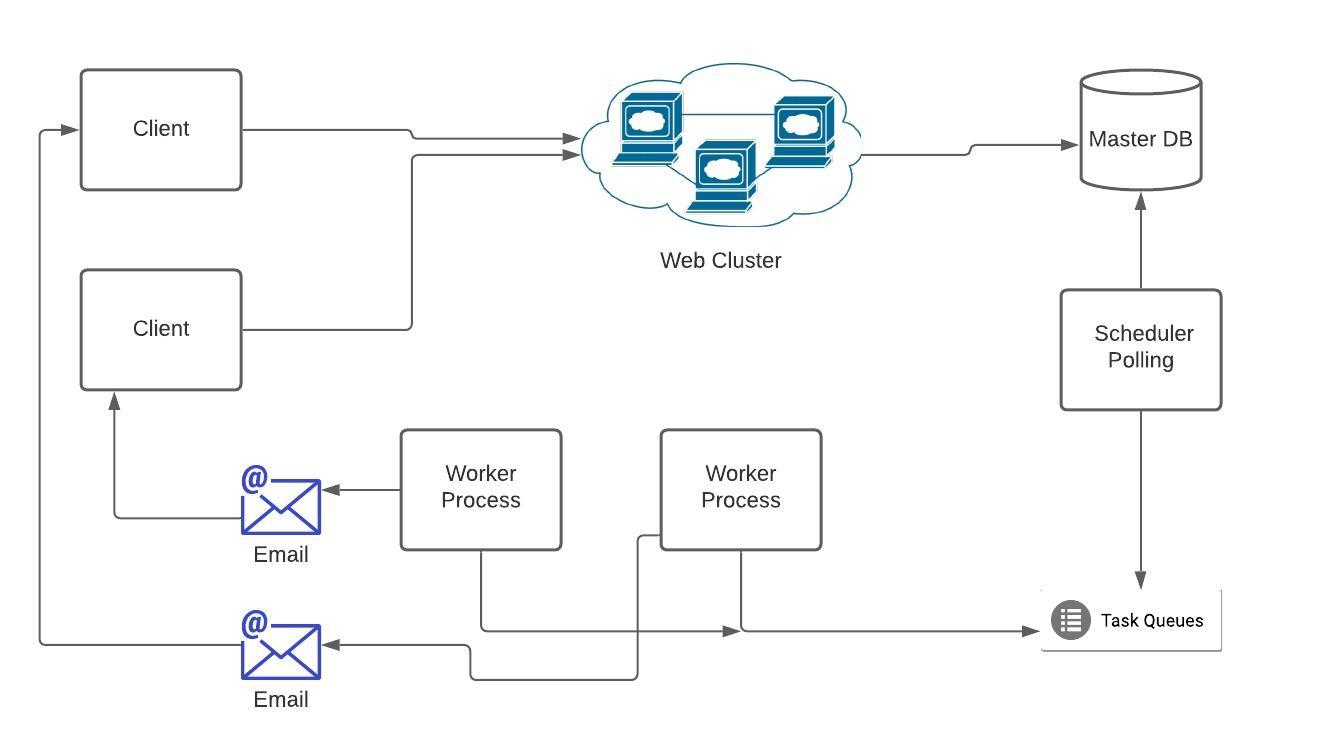 Client
Master DB
Web Cluster
Client
Scheduler
Polling
Worker
Process
Worker
Process
@
Email
Task Queues
@
Email